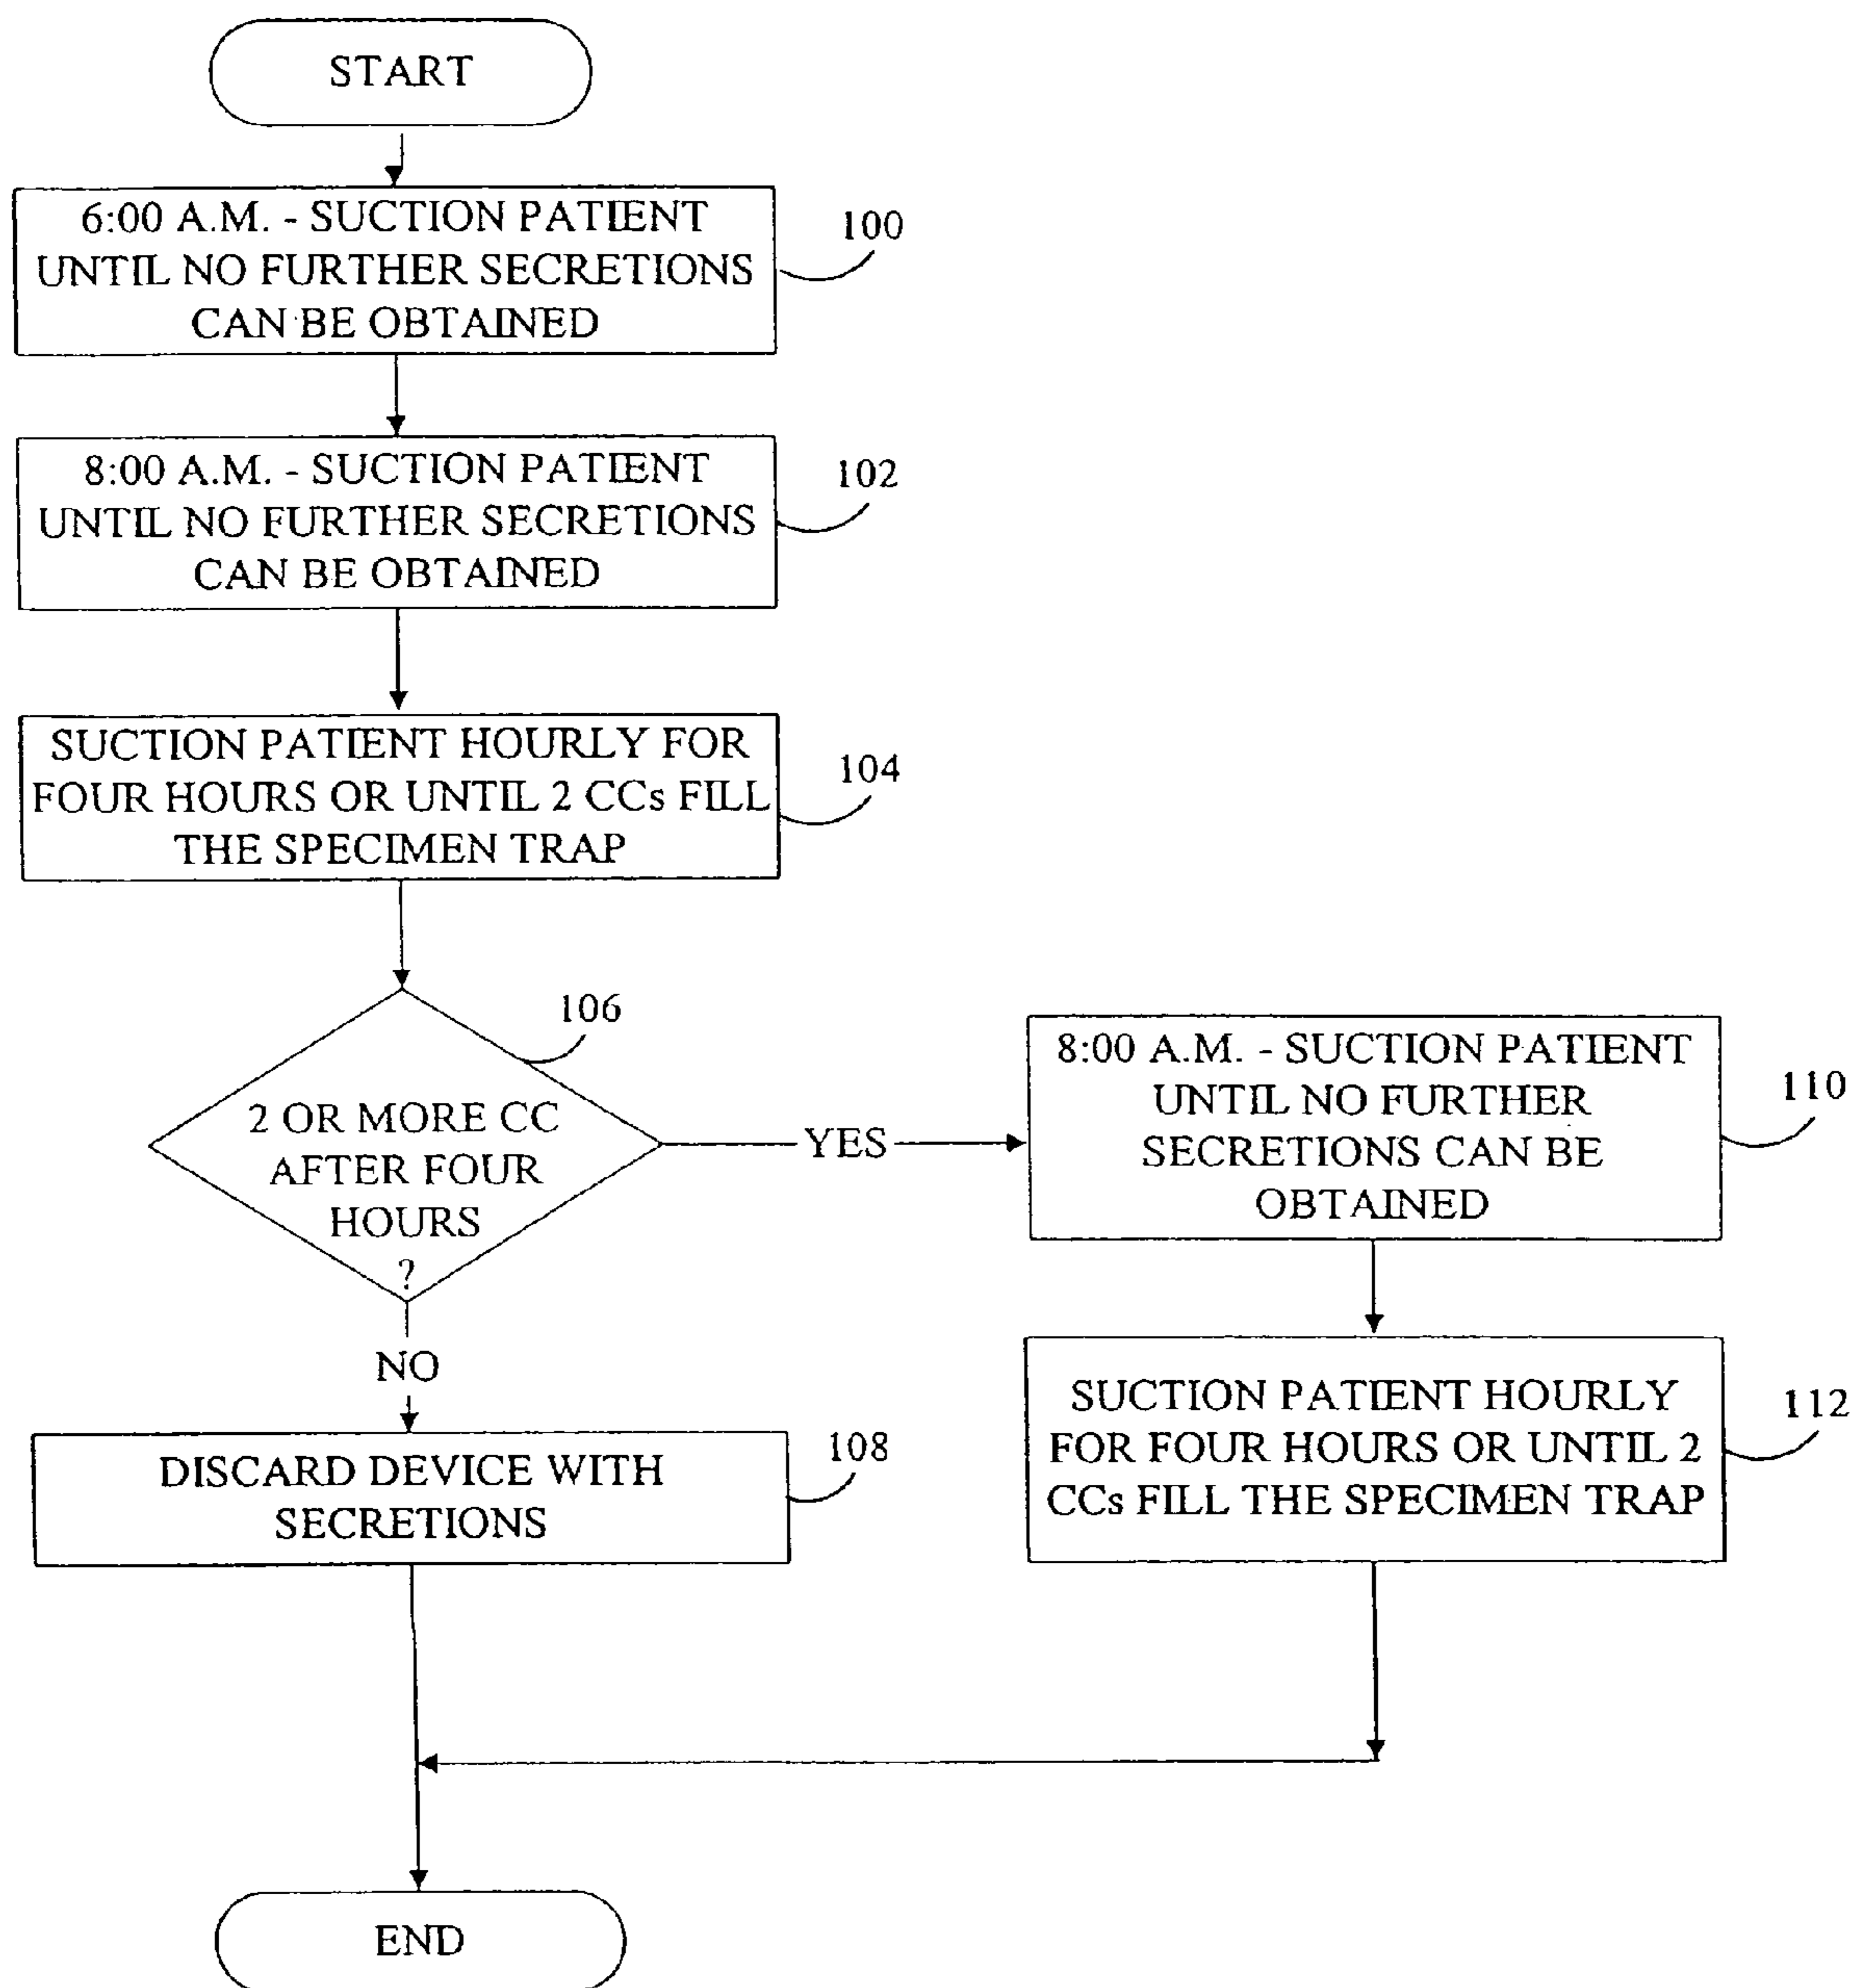 START
6:00 A.M. - SUCTION PATIENT
UNTIL NO FURTHER SECRETIONS
CAN BE OBTAINED
100
8:00 A.M. - SUCTION PATIENT
UNTIL NO FURTHER SECRETIONS
CAN BE OBTAINED
102
SUCTION PATIENT HOURLY FOR
FOUR HOURS OR UNTIL 2 CCs FILL
THE SPECIMEN TRAP
104
106
2 OR MORE CC
AFTER FOUR
HOURS
?
YES
8:00 A.M. - SUCTION PATIENT
UNTIL NO FURTHER
SECRETIONS CAN BE
OBTAINED
110
NO
DISCARD DEVICE WITH
SECRETIONS
108
SUCTION PATIENT HOURLY
FOR FOUR HOURS OR UNTIL 2
CCs FILL THE SPECIMEN TRAP
112
END